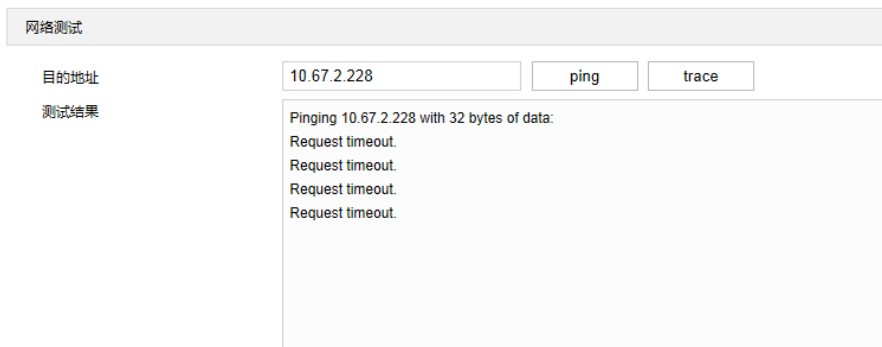 网络测试
目的地址 10.67.2.228 ping trace
测试结果
Pinging 10.67.2.228 with 32 bytes of data:
Request timeout.
Request timeout.
Request timeout.
Request timeout.